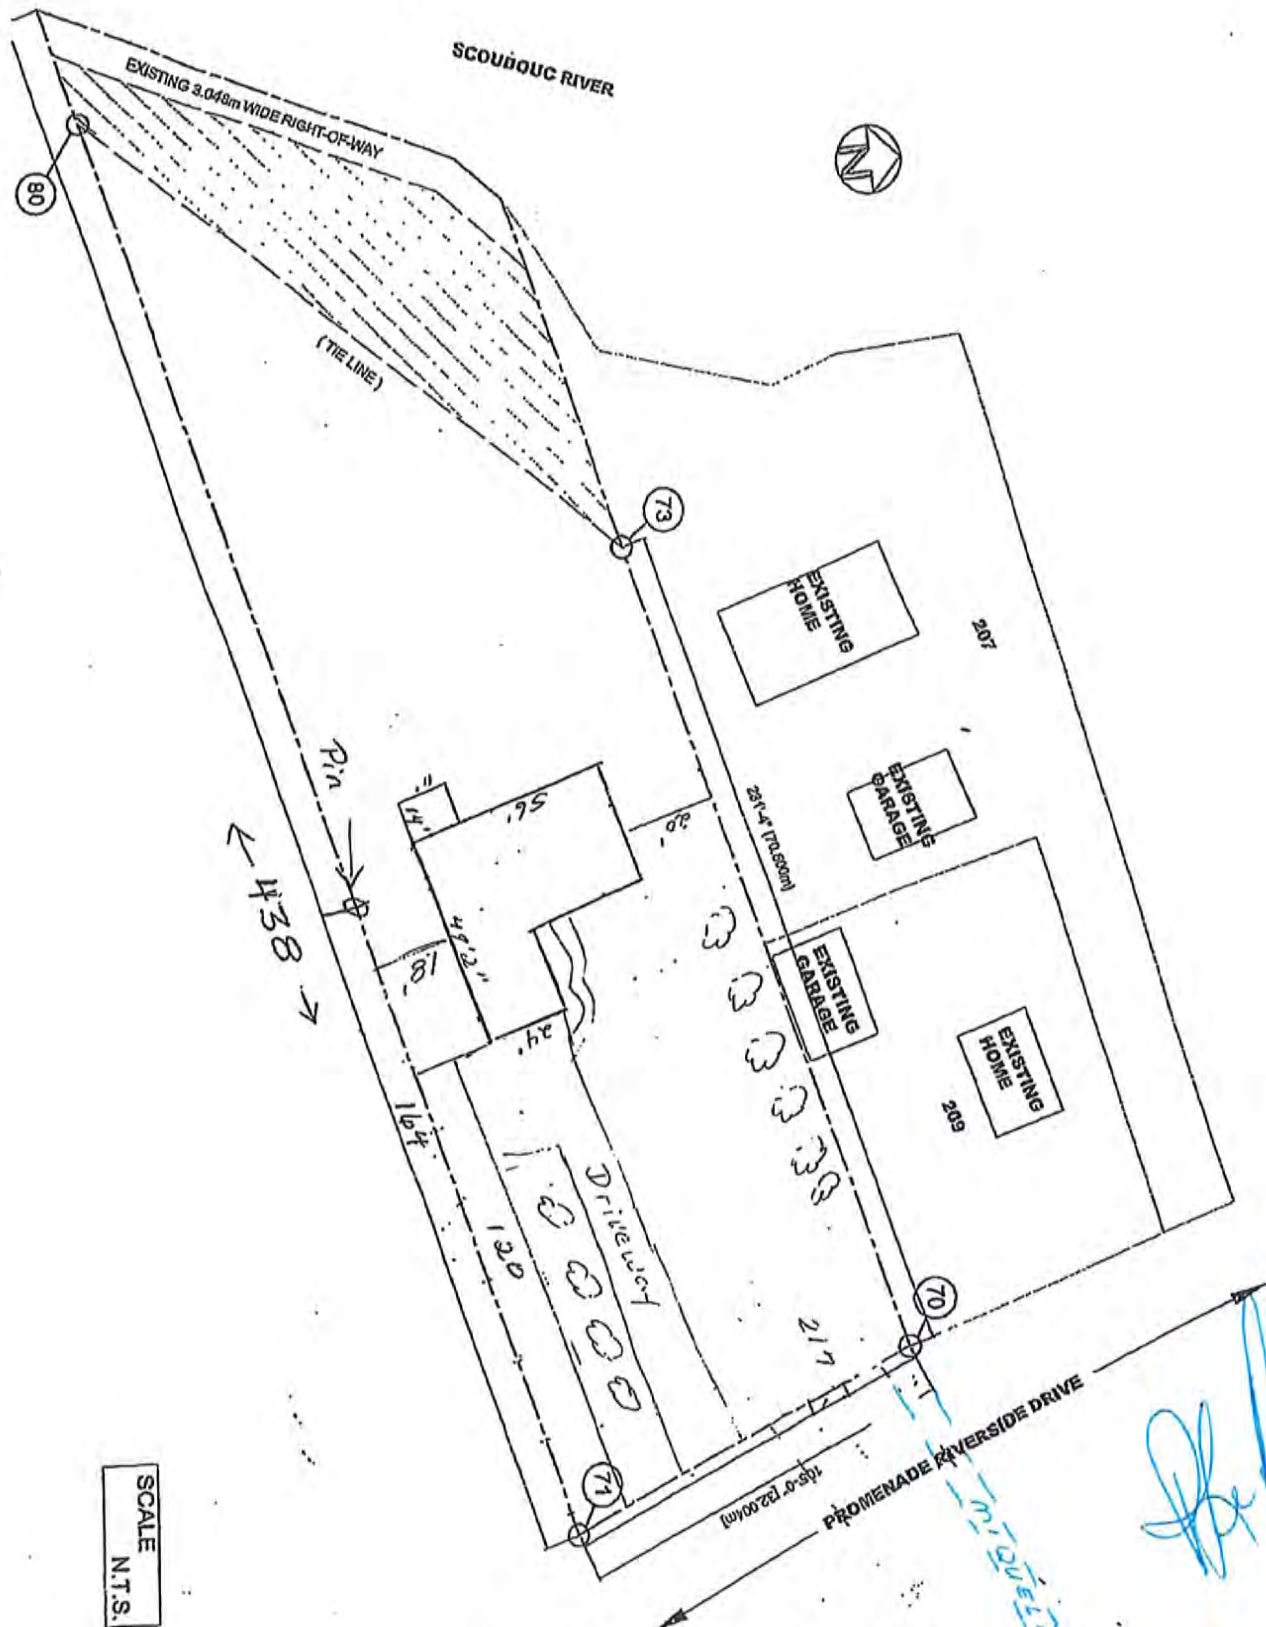 SCOUDOUC RIVER
EXISTING 3.048m WIDE RIGHT-OF-WAY
N
80
(TIE LINE)
73
EXISTING
HOME
207
EXISTING
GARAGE
231'-4" (70.500m)
Pin
14'
56'
20'
← 438 →
49'2"
18'
24'
EXISTING
GARAGE
EXISTING
HOME
209
164
120
Driveway
217
70
71
105'-0" [32.004m]
PROMENADE RIVERSIDE DRIVE
SCALE
N.T.S.